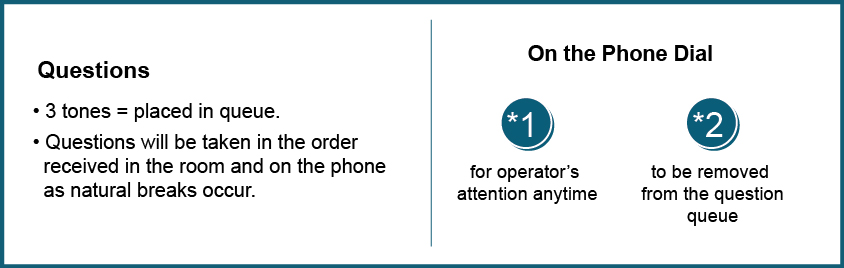 Questions
• 3 tones = placed in queue.
• Questions will be taken in the order
received in the room and on the phone
as natural breaks occur.
On the Phone Dial
*1
for operator's
attention anytime
*2
to be removed
from the question
queue